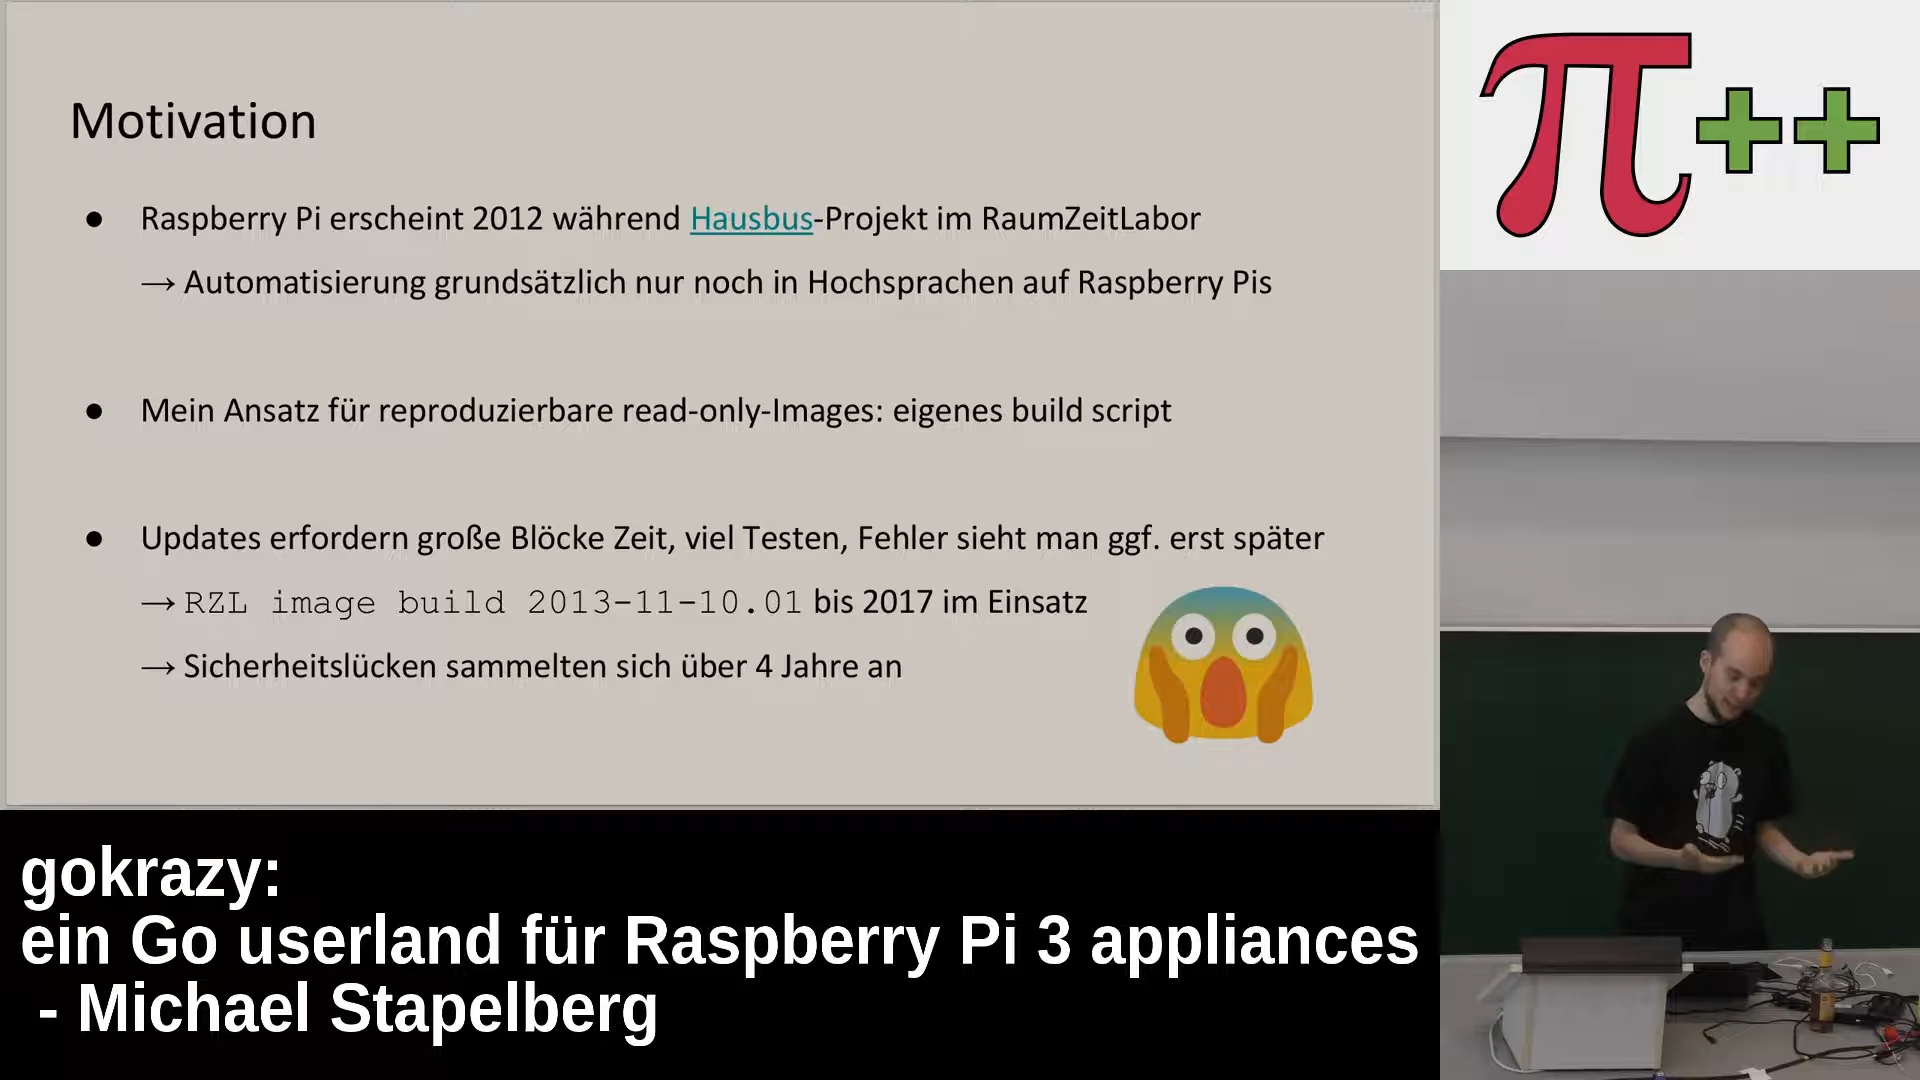 Motivation
● Raspberry Pi erscheint 2012 während Hausbus-Projekt im RaumZeitLabor
→ Automatisierung grundsätzlich nur noch in Hochsprachen auf Raspberry Pis
● Mein Ansatz für reproduzierbare read-only-Images: eigenes build script
● Updates erfordern große Blöcke Zeit, viel Testen, Fehler sieht man ggf. erst später
→ RZL image build 2013-11-10.01 bis 2017 im Einsatz
→ Sicherheitslücken sammelten sich über 4 Jahre an
π++
gokrazy:
ein Go userland für Raspberry Pi 3 appliances
- Michael Stapelberg